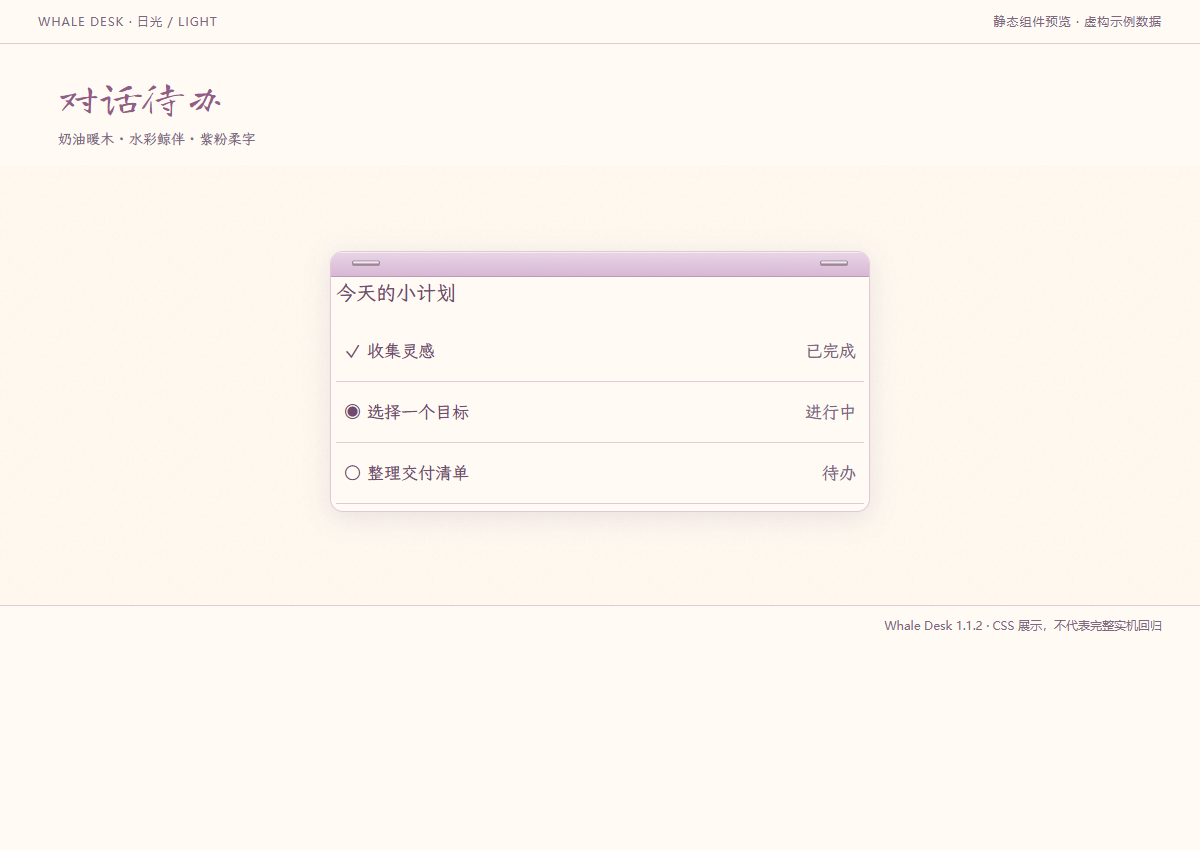 WHALE DESK · 日光 / LIGHT
静态组件预览 · 虚构示例数据
对话待办
奶油暖木 · 水彩鲸伴 · 紫粉柔字
今天的小计划
✓ 收集灵感 已完成
◉ 选择一个目标 进行中
○ 整理交付清单 待办
Whale Desk 1.1.2 · CSS 展示，不代表完整实机回归